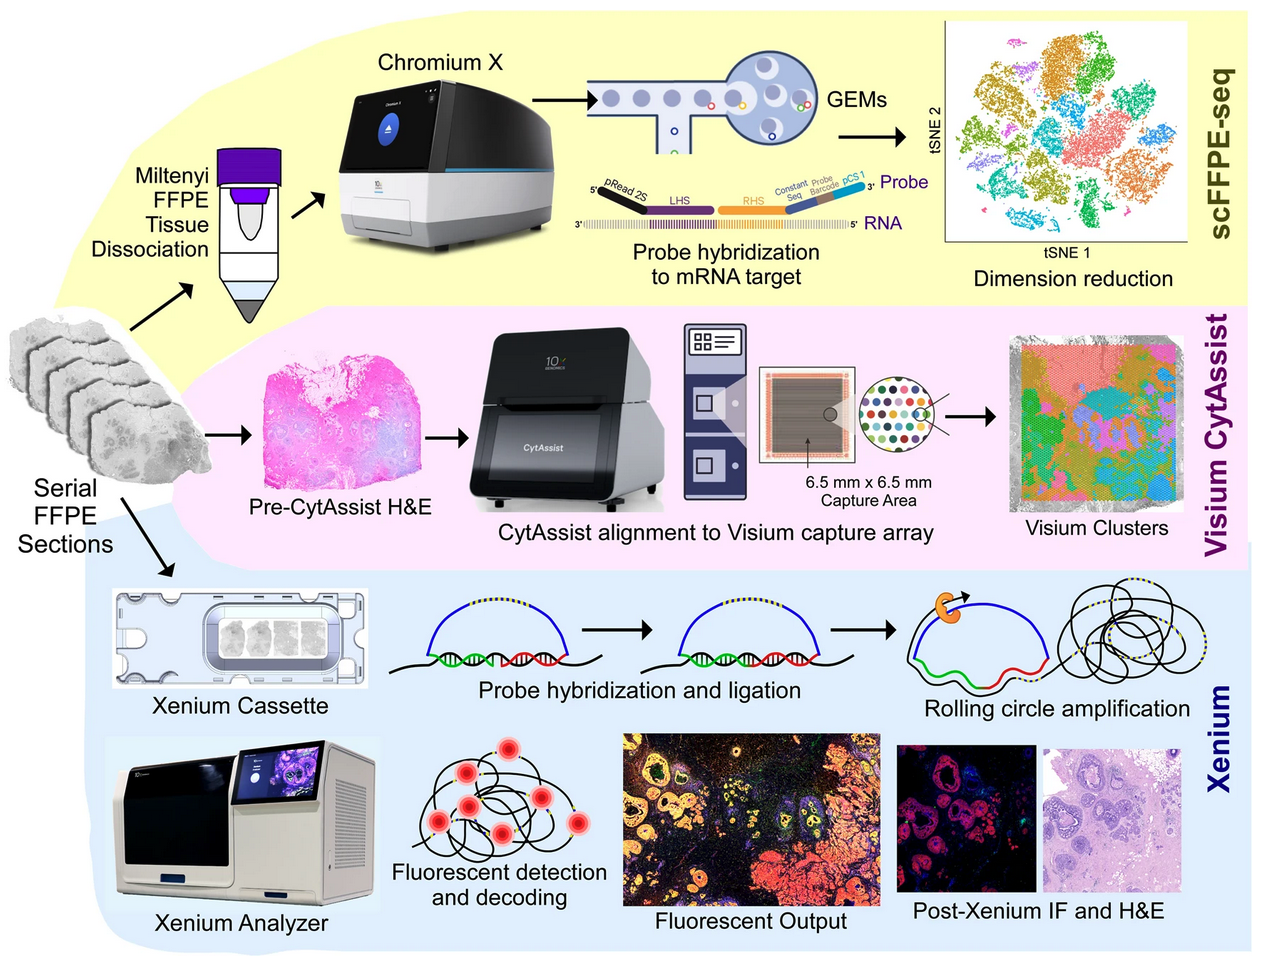 Chromium X
Miltenyi
FFPE
Tissue
Dissociation
GEMs
5'
pRead 2S
LHS
RHS
Constant
Seq
Probe
Barcode
pCS 1
3'
Probe
3'
5'
RNA
Probe hybridization
to mRNA target
tSNE 2
tSNE 1
Dimension reduction
scFFPE-seq
Serial
FFPE
Sections
Pre-CytAssist H&E
10X
GENOMICS
CytAssist
6.5 mm x 6.5 mm
Capture Area
CytAssist alignment to Visium capture array
Visium Clusters
Visium CytAssist
Xenium Cassette
Probe hybridization and ligation
Rolling circle amplification
Xenium Analyzer
Fluorescent detection
and decoding
Fluorescent Output
Post-Xenium IF and H&E
Xenium